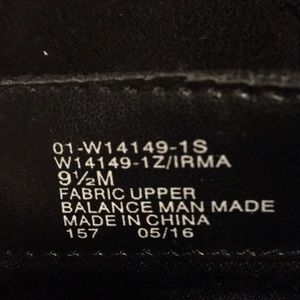 01-W14149-1S
W14149-1Z/IRMA
9½M
FABRIC UPPER
BALANCE MAN MADE
MADE IN CHINA
157 05/16